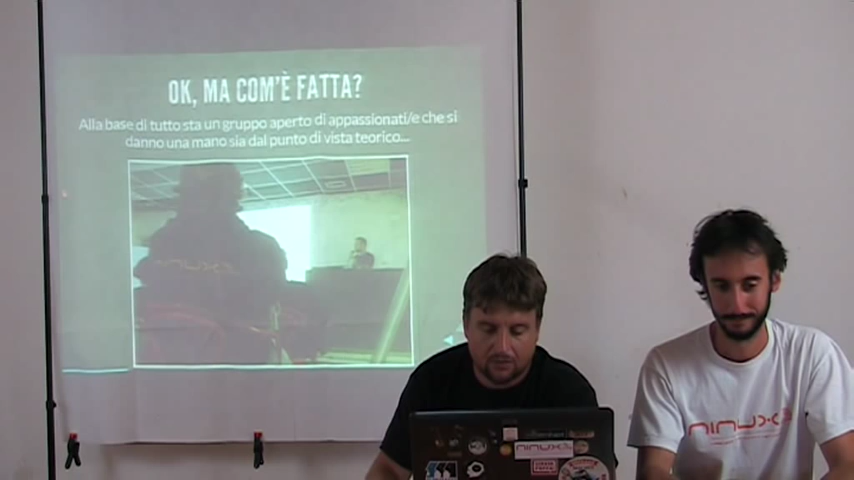 OK, MA COM'È FATTA?
Alla base di tutto sta un gruppo aperto di appassionati/e che si
danno una mano sia dal punto di vista teorico...
NINUX
NINUX
NINUX